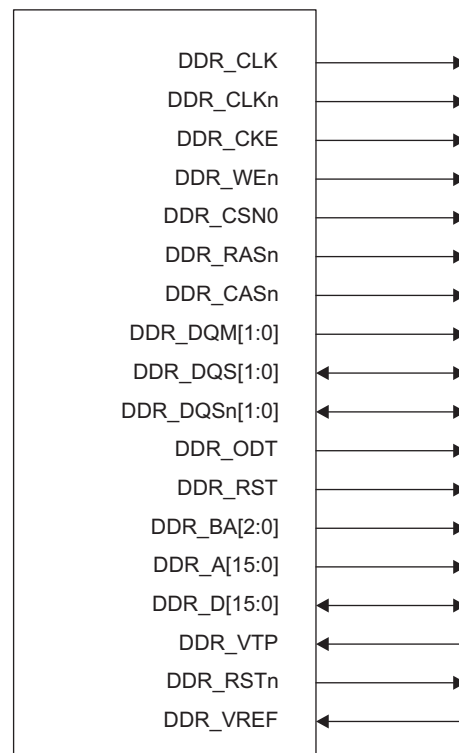 DDR_CLK
DDR_CLKn
DDR_CKE
DDR_WEn
DDR_CSN0
DDR_RASn
DDR_CASn
DDR_DQM[1:0]
DDR_DQS[1:0]
DDR_DQSn[1:0]
DDR_ODT
DDR_RST
DDR_BA[2:0]
DDR_A[15:0]
DDR_D[15:0]
DDR_VTP
DDR_RSTn
DDR_VREF